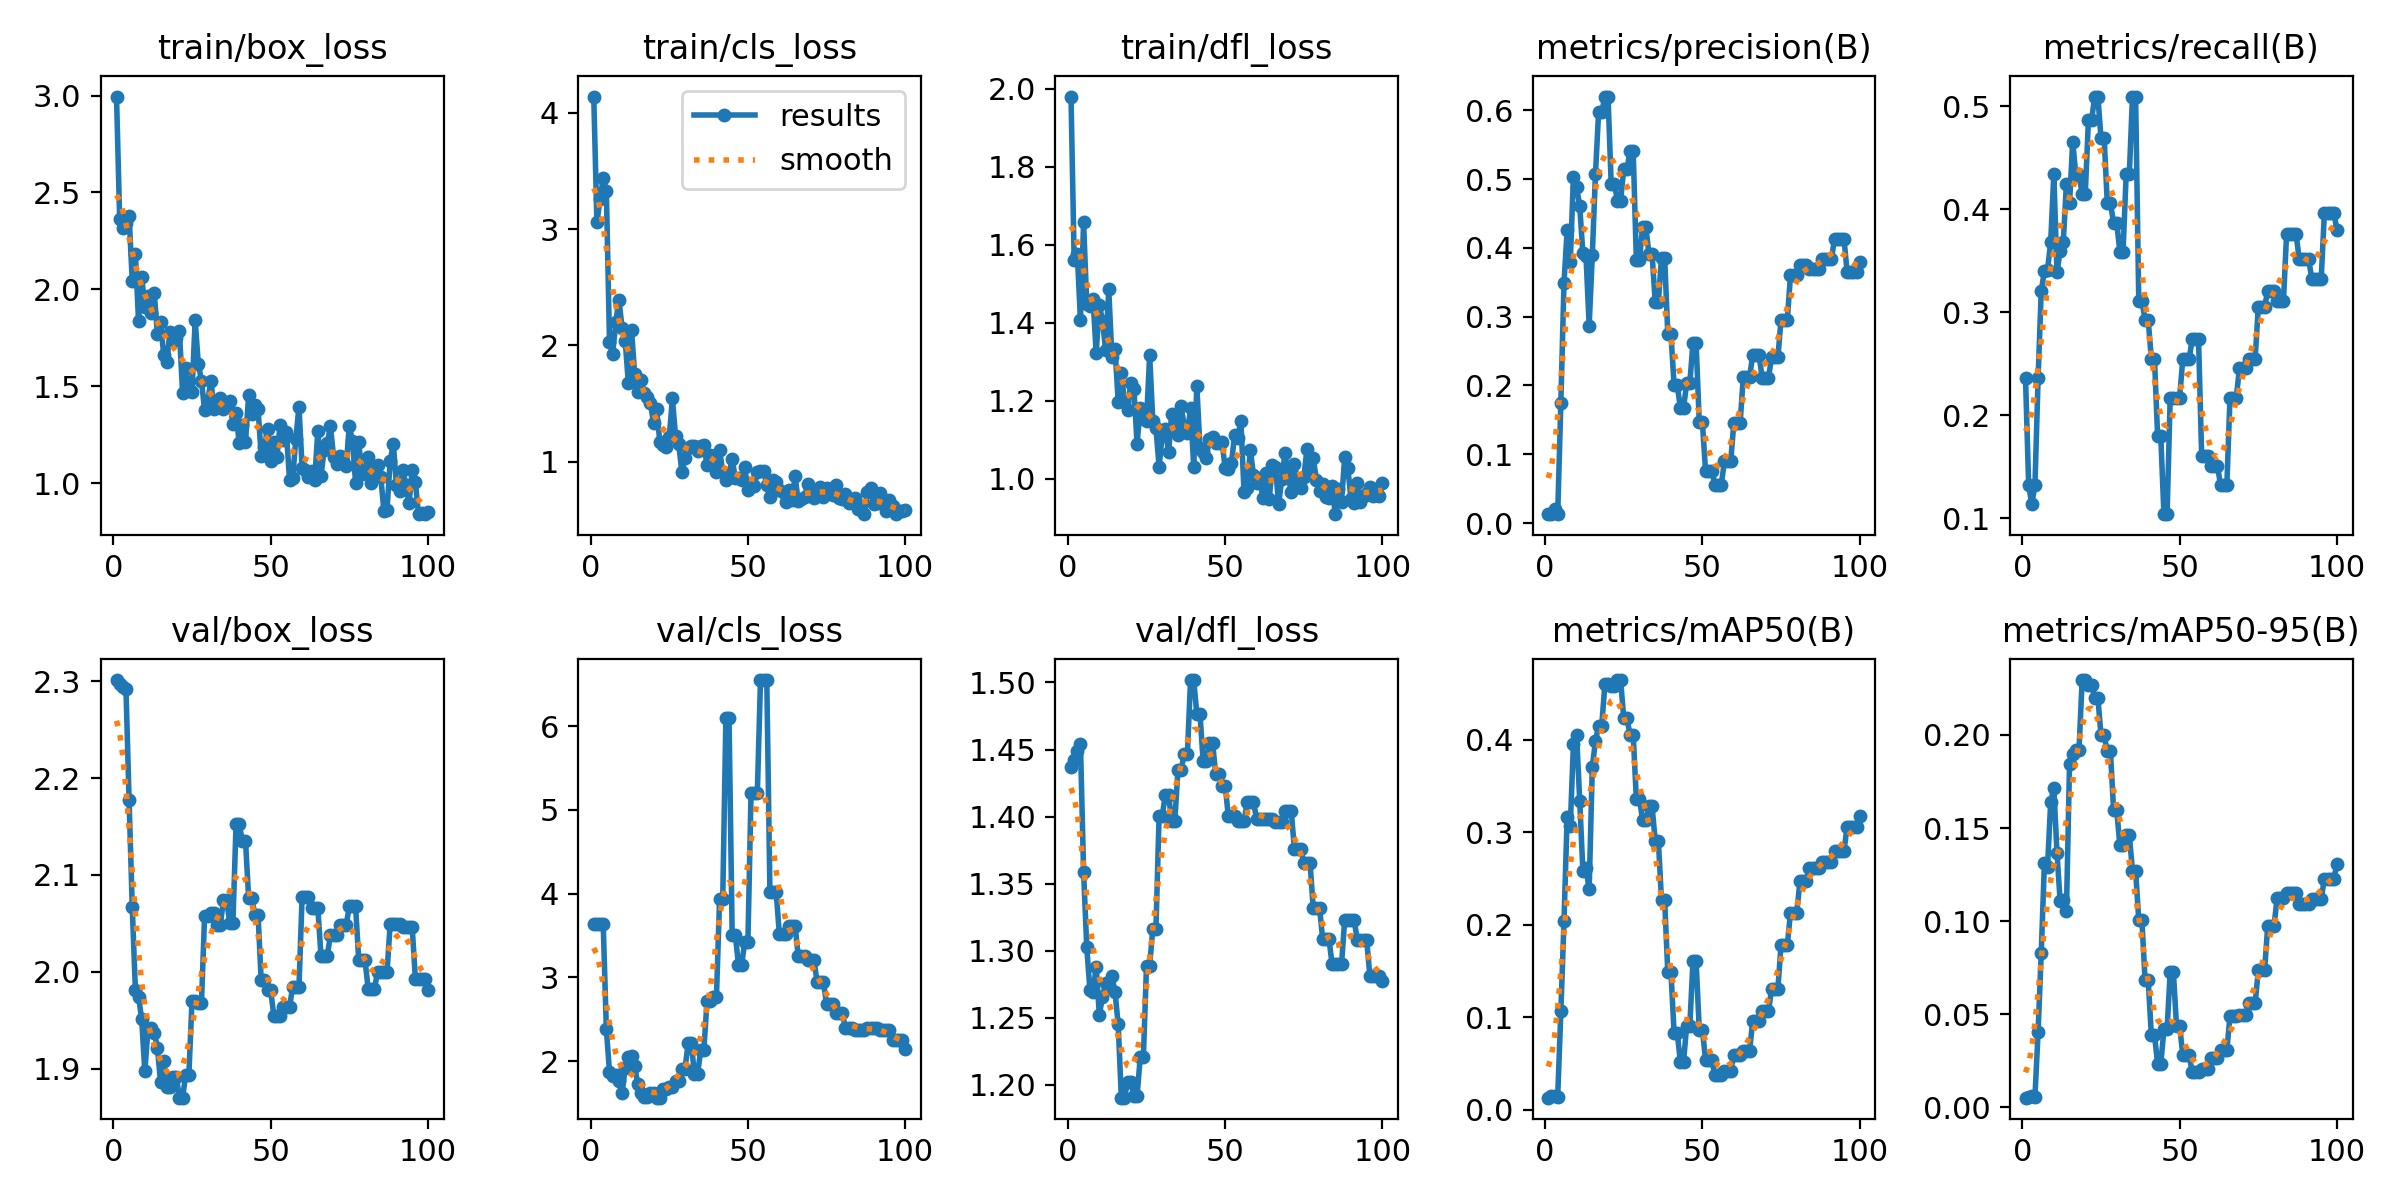 train/box_loss
3.0
2.5
2.0
1.5
1.0
0 50 100
train/cls_loss
results
smooth
4
3
2
1
0 50 100
train/dfl_loss
2.0
1.8
1.6
1.4
1.2
1.0
0 50 100
metrics/precision(B)
0.6
0.5
0.4
0.3
0.2
0.1
0.0
0 50 100
metrics/recall(B)
0.5
0.4
0.3
0.2
0.1
0 50 100
val/box_loss
2.3
2.2
2.1
2.0
1.9
0 50 100
val/cls_loss
6
5
4
3
2
0 50 100
val/dfl_loss
1.50
1.45
1.40
1.35
1.30
1.25
1.20
0 50 100
metrics/mAP50(B)
0.4
0.3
0.2
0.1
0.0
0 50 100
metrics/mAP50-95(B)
0.20
0.15
0.10
0.05
0.00
0 50 100